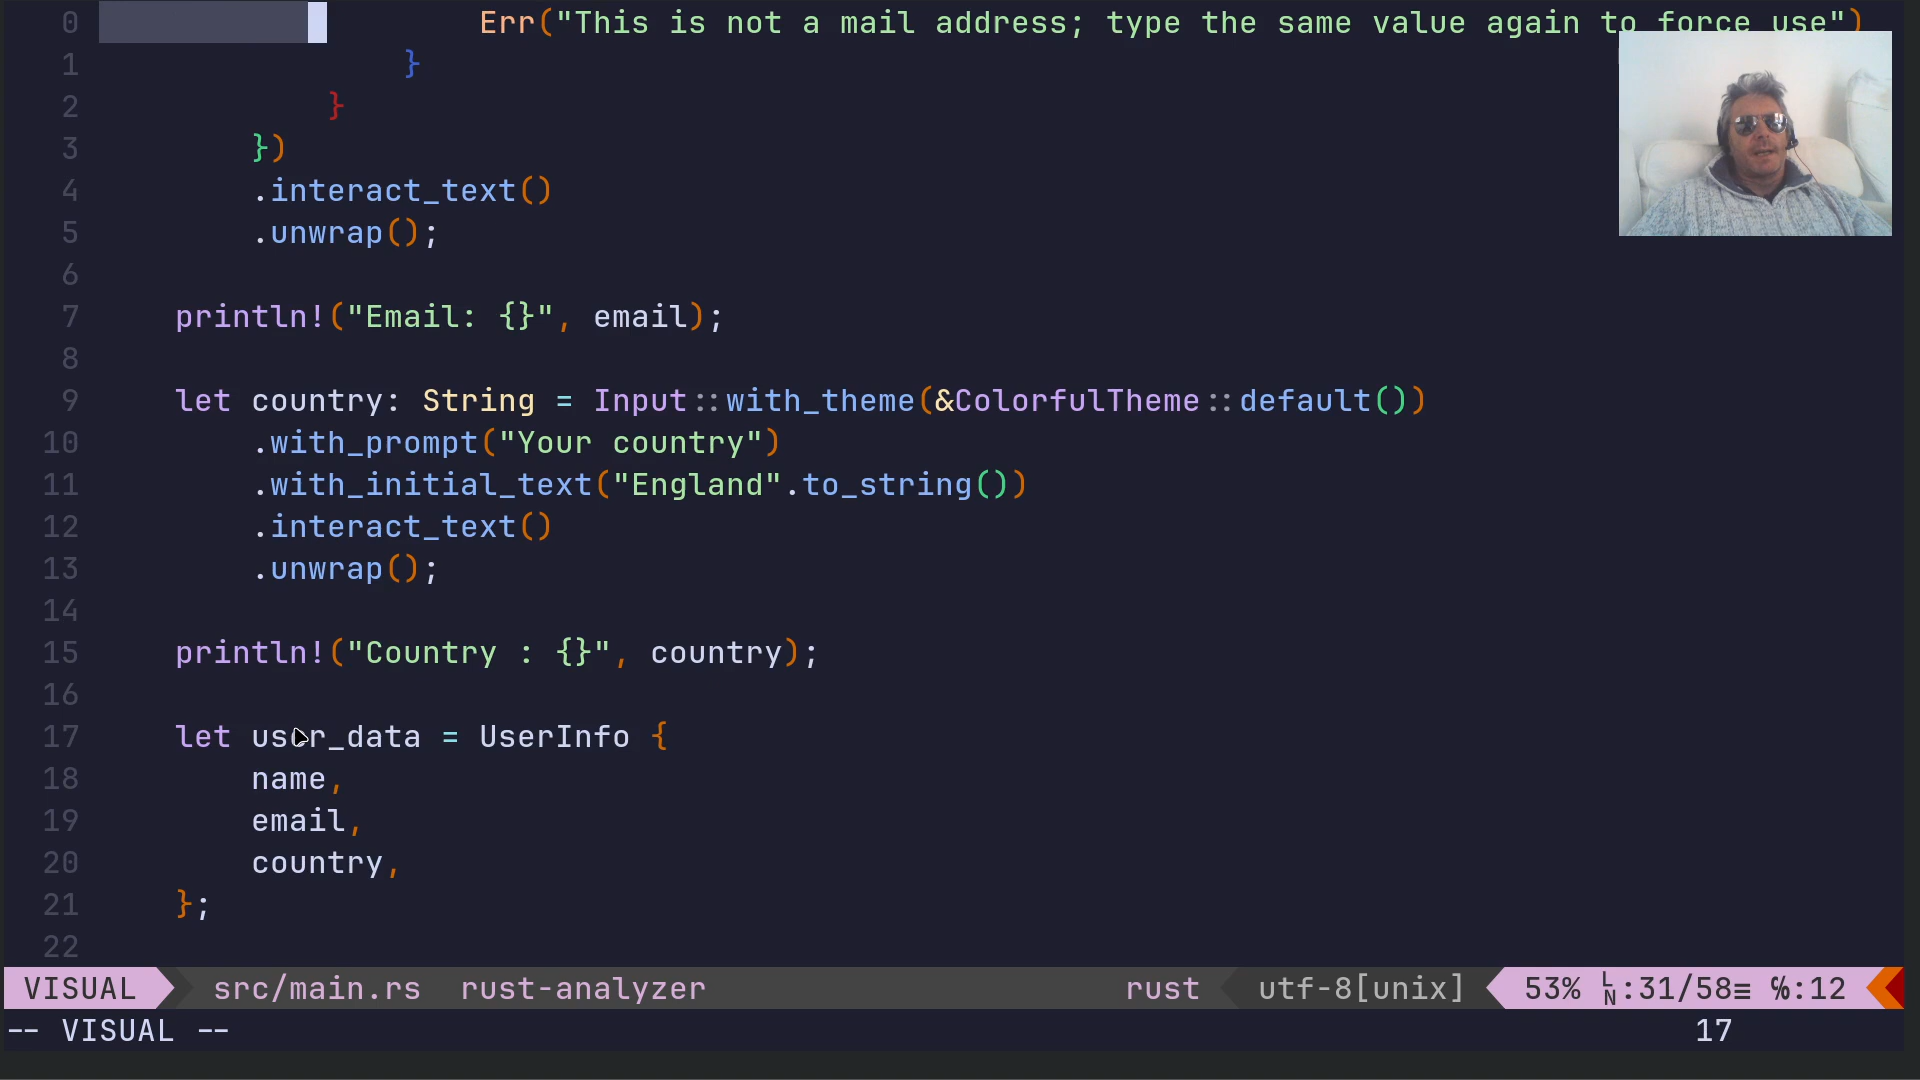 0 Err("This is not a mail address; type the same value again to force use")
1 }
2 }
3 })
4 .interact_text()
5 .unwrap();
6
7 println!("Email: {}", email);
8
9 let country: String = Input::with_theme(&ColorfulTheme::default())
10 .with_prompt("Your country")
11 .with_initial_text("England".to_string())
12 .interact_text()
13 .unwrap();
14
15 println!("Country : {}", country);
16
17 let user_data = UserInfo {
18 name,
19 email,
20 country,
21 };
22
VISUAL src/main.rs rust-analyzer rust utf-8[unix] 53% LN:31/58≡ ℅:12
-- VISUAL -- 17